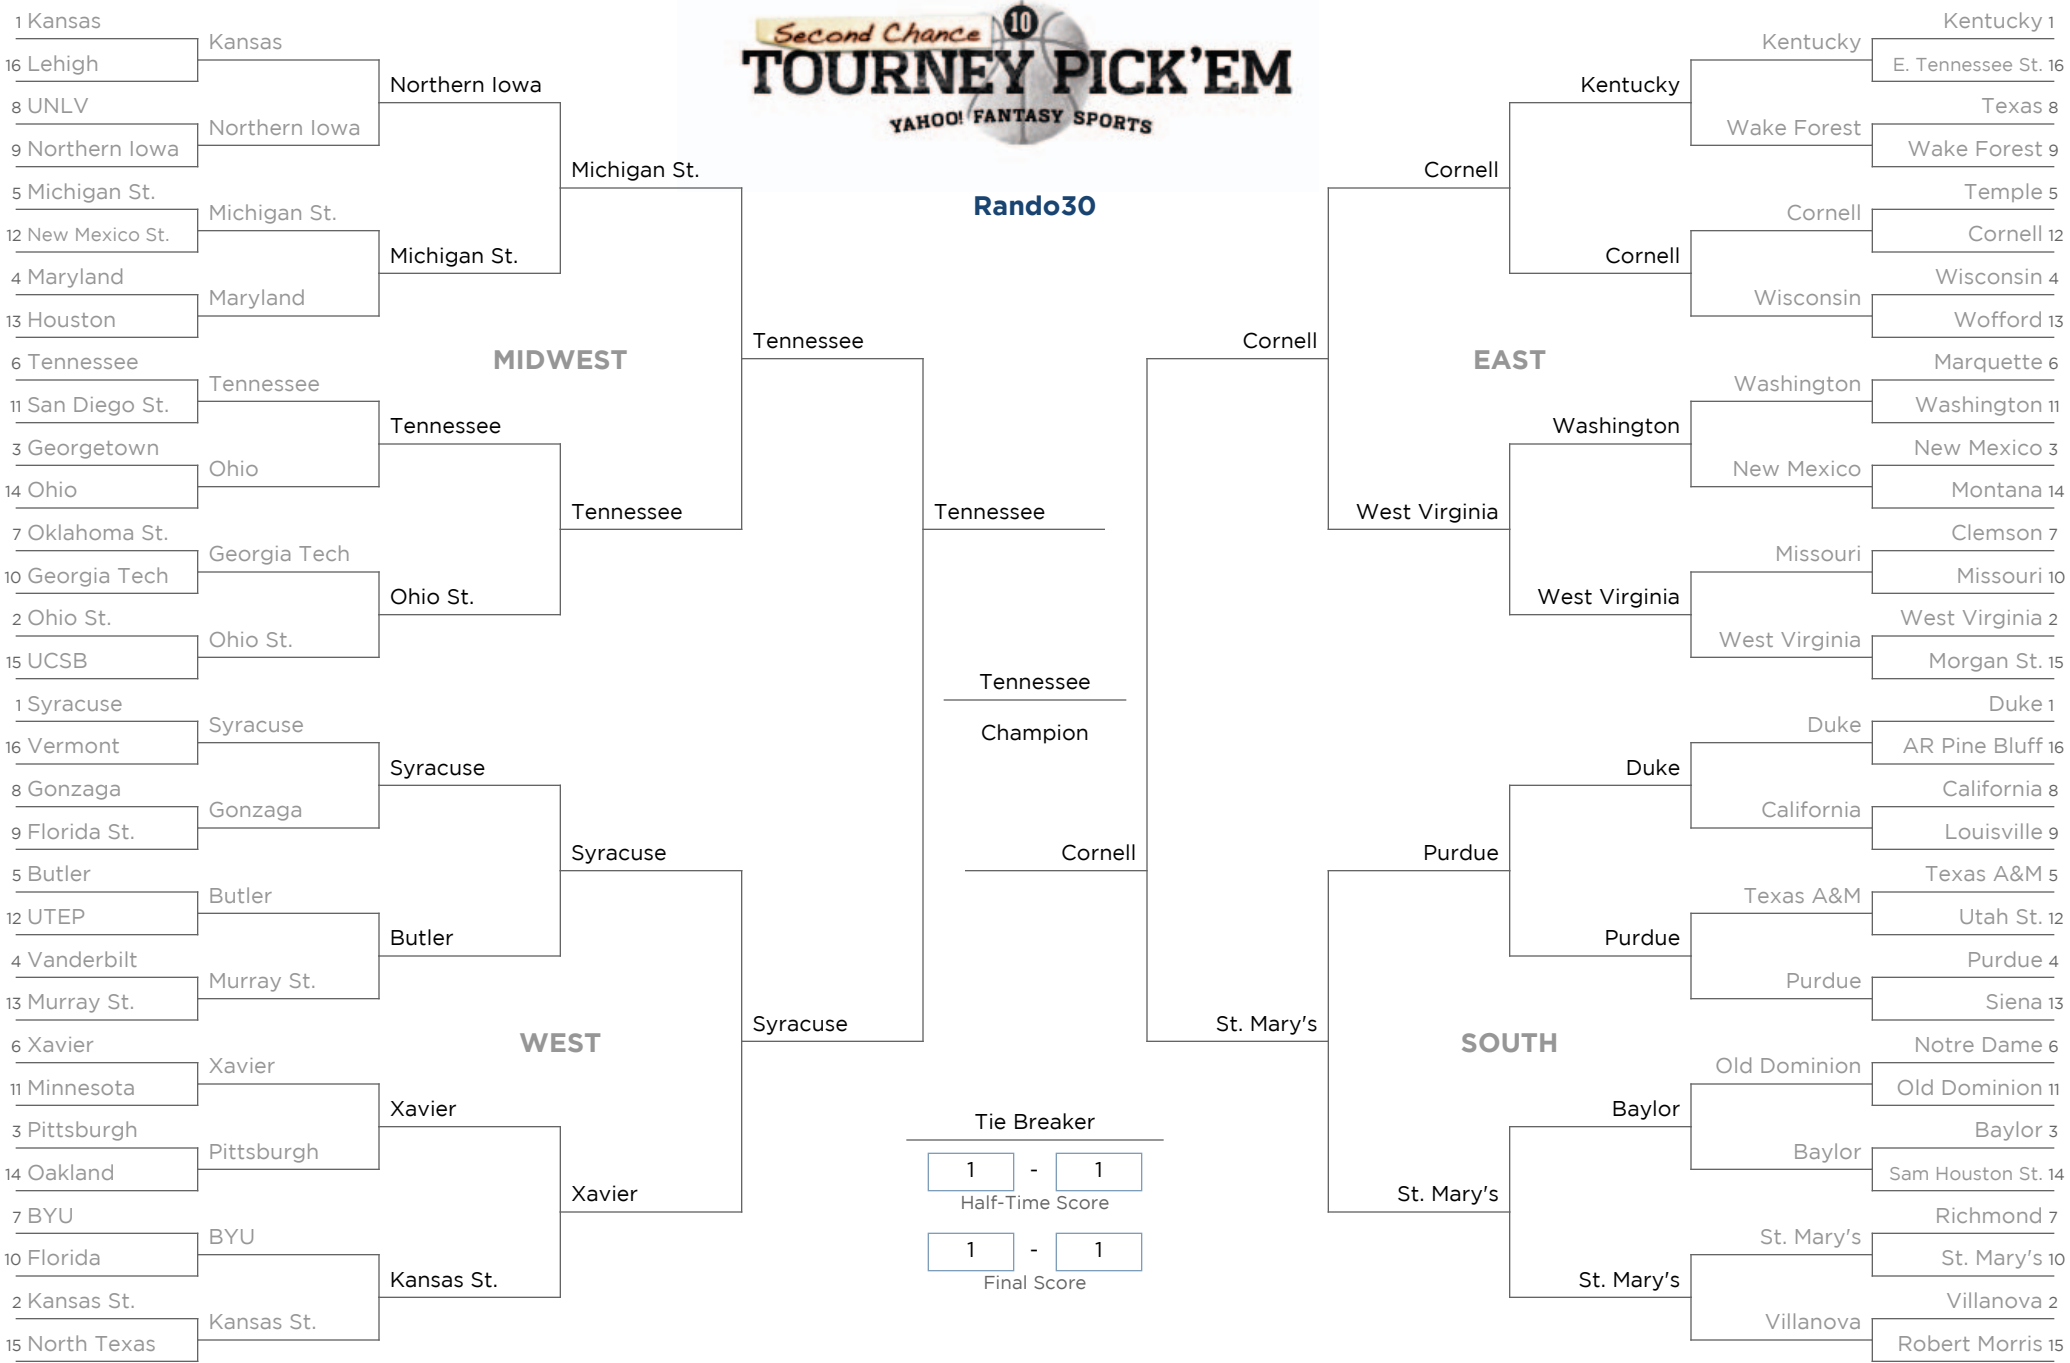 Second Chance 10
TOURNEY PICK'EM
YAHOO! FANTASY SPORTS
Rando30
1 Kansas
16 Lehigh
8 UNLV
9 Northern Iowa
5 Michigan St.
12 New Mexico St.
4 Maryland
13 Houston
6 Tennessee
11 San Diego St.
3 Georgetown
14 Ohio
7 Oklahoma St.
10 Georgia Tech
2 Ohio St.
15 UCSB
Kansas
Northern Iowa
Michigan St.
Maryland
Tennessee
Ohio
Georgia Tech
Ohio St.
Northern Iowa
Michigan St.
Tennessee
Ohio St.
Michigan St.
Tennessee
Tennessee
MIDWEST
1 Syracuse
16 Vermont
8 Gonzaga
9 Florida St.
5 Butler
12 UTEP
4 Vanderbilt
13 Murray St.
6 Xavier
11 Minnesota
3 Pittsburgh
14 Oakland
7 BYU
10 Florida
2 Kansas St.
15 North Texas
Syracuse
Gonzaga
Butler
Murray St.
Xavier
Pittsburgh
BYU
Kansas St.
Syracuse
Butler
Xavier
Kansas St.
Syracuse
Xavier
Syracuse
WEST
Tennessee
Tennessee
Champion
Cornell
Tie Breaker
1 - 1
Half-Time Score
1 - 1
Final Score
Kentucky 1
E. Tennessee St. 16
Texas 8
Wake Forest 9
Temple 5
Cornell 12
Wisconsin 4
Wofford 13
Marquette 6
Washington 11
New Mexico 3
Montana 14
Clemson 7
Missouri 10
West Virginia 2
Morgan St. 15
Kentucky
Wake Forest
Cornell
Wisconsin
Washington
New Mexico
Missouri
West Virginia
Kentucky
Cornell
Washington
West Virginia
Cornell
West Virginia
Cornell
EAST
Duke 1
AR Pine Bluff 16
California 8
Louisville 9
Texas A&M 5
Utah St. 12
Purdue 4
Siena 13
Notre Dame 6
Old Dominion 11
Baylor 3
Sam Houston St. 14
Richmond 7
St. Mary's 10
Villanova 2
Robert Morris 15
Duke
California
Texas A&M
Purdue
Old Dominion
Baylor
St. Mary's
Villanova
Duke
Purdue
Baylor
St. Mary's
Purdue
St. Mary's
St. Mary's
SOUTH